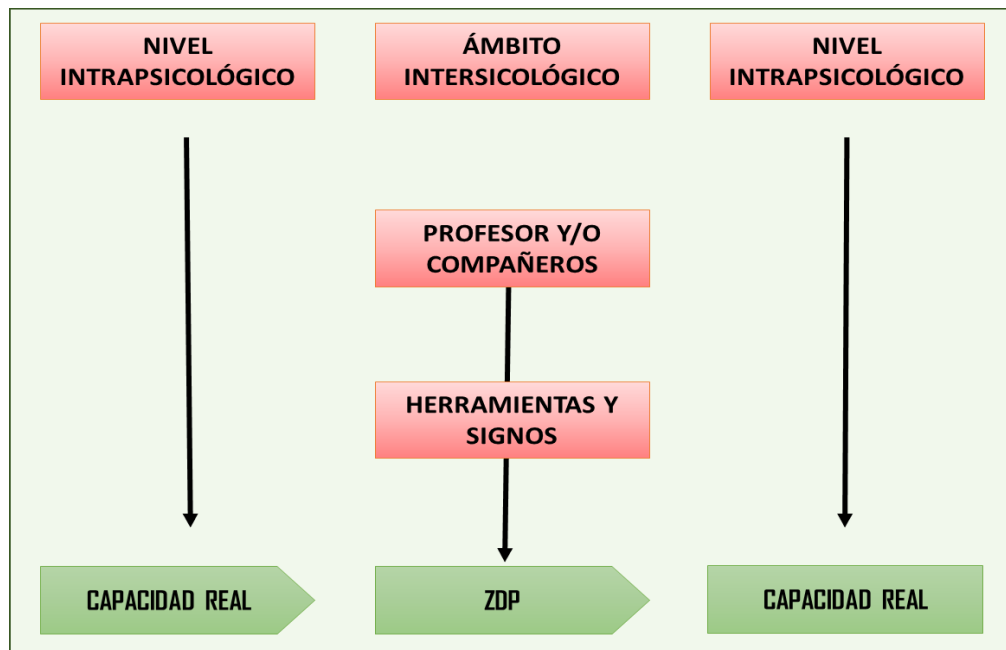 NIVEL
INTRAPSICOLÓGICO
ÁMBITO
INTERSICOLÓGICO
NIVEL
INTRAPSICOLÓGICO
PROFESOR Y/O
COMPAÑEROS
HERRAMIENTAS Y
SIGNOS
CAPACIDAD REAL
ZDP
CAPACIDAD REAL